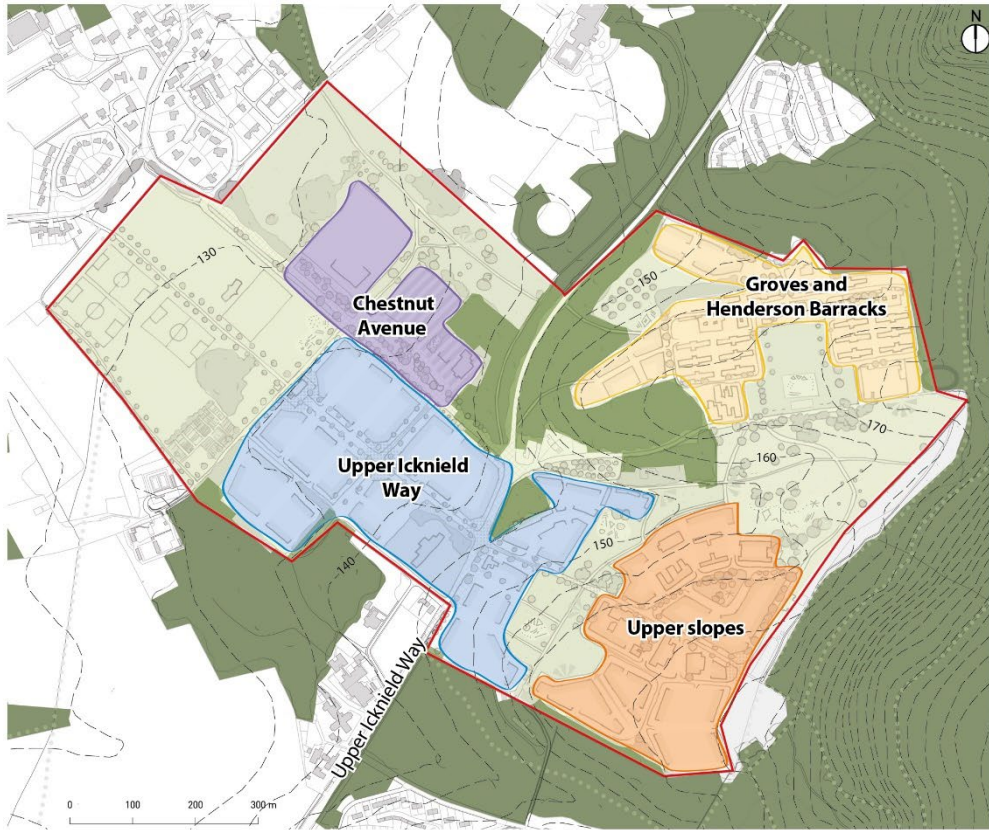 N
130
150
Chestnut
Avenue
Groves and
Henderson Barracks
170
160
Upper Icknield
Way
150
140
Upper slopes
Upper Icknield Way
0 100 200 300 m